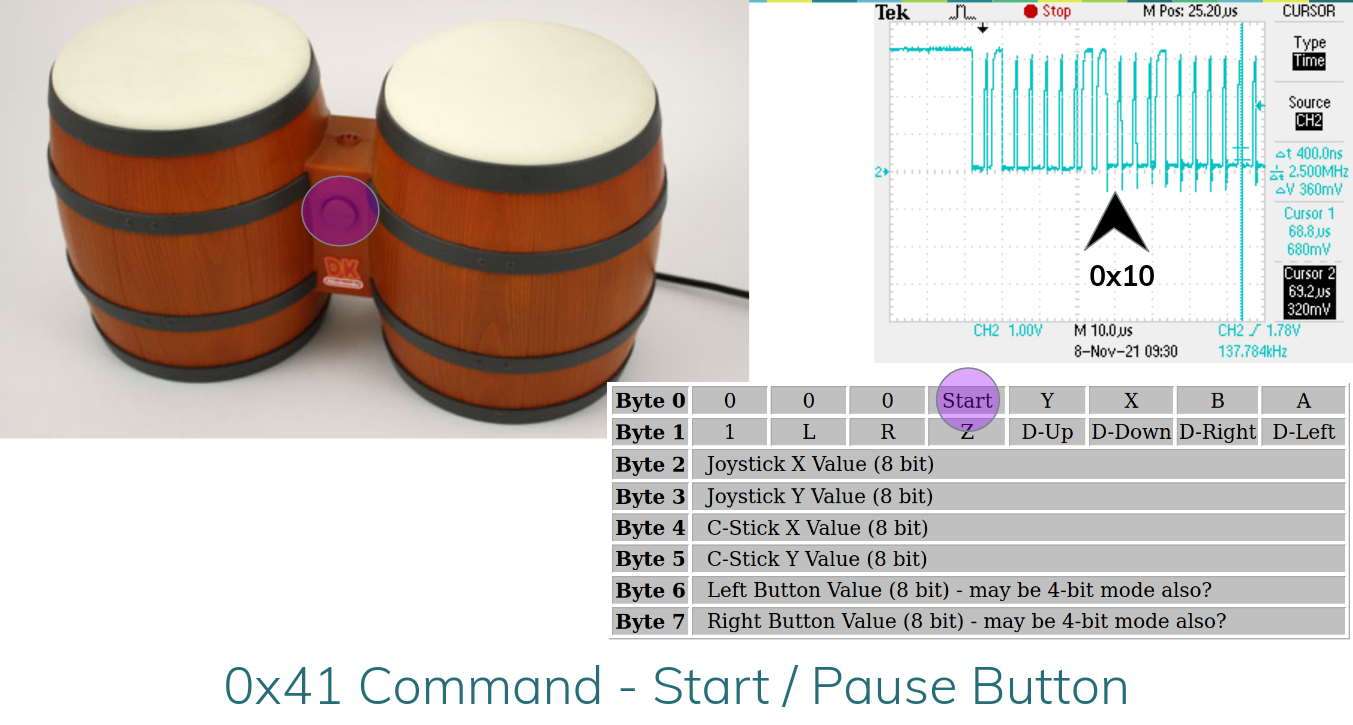 Tek Stop M Pos: 25.20µs CURSOR
Type
Time
Source
CH2
Δt 400.0ns
1/Δt 2.500MHz
ΔV 360mV
Cursor 1
68.8µs
680mV
Cursor 2
69.2µs
320mV
2
0x10
CH2 1.00V M 10.0µs CH2 1.78V
8-Nov-21 09:30 137.784kHz
DK
Nintendo
Byte 0 0 0 0 Start Y X B A
Byte 1 1 L R Z D-Up D-Down D-Right D-Left
Byte 2 Joystick X Value (8 bit)
Byte 3 Joystick Y Value (8 bit)
Byte 4 C-Stick X Value (8 bit)
Byte 5 C-Stick Y Value (8 bit)
Byte 6 Left Button Value (8 bit) - may be 4-bit mode also?
Byte 7 Right Button Value (8 bit) - may be 4-bit mode also?
0x41 Command - Start / Pause Button